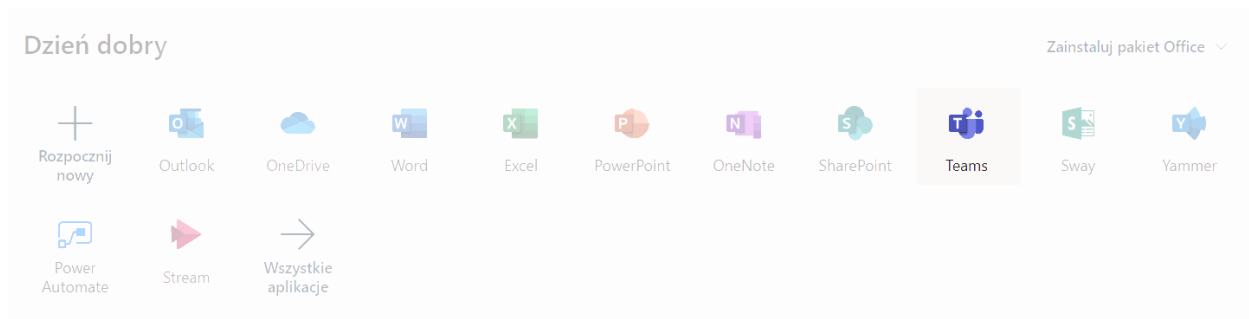 Dzień dobry
Zainstaluj pakiet Office
Rozpocznij
nowy
Outlook
OneDrive
Word
Excel
PowerPoint
OneNote
SharePoint
Teams
Sway
Yammer
Power
Automate
Stream
Wszystkie
aplikacje